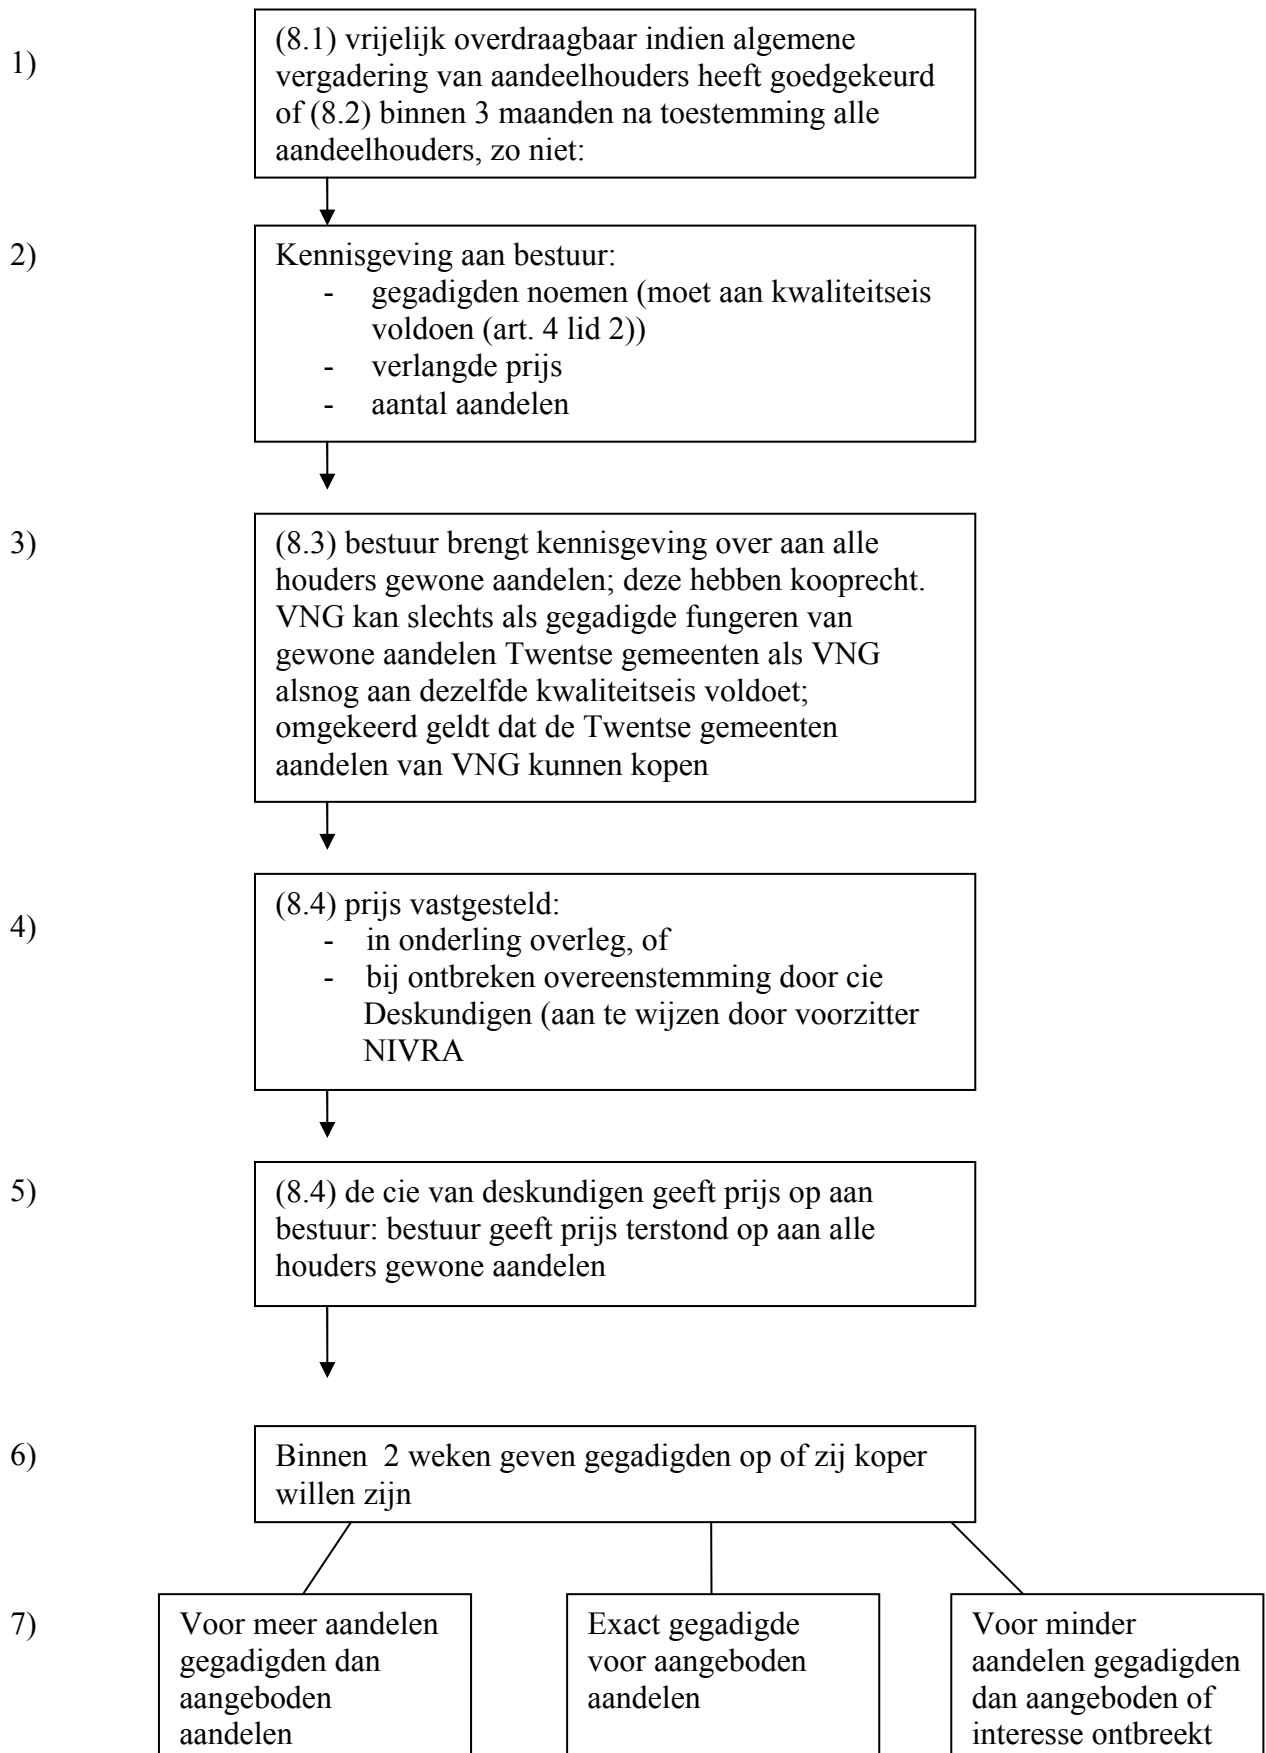 1)
(8.1) vrijelijk overdraagbaar indien algemene
vergadering van aandeelhouders heeft goedgekeurd
of (8.2) binnen 3 maanden na toestemming alle
aandeelhouders, zo niet:
2)
Kennisgeving aan bestuur:
- gegadigden noemen (moet aan kwaliteitseis
voldoen (art. 4 lid 2))
- verlangde prijs
- aantal aandelen
3)
(8.3) bestuur brengt kennisgeving over aan alle
houders gewone aandelen; deze hebben kooprecht.
VNG kan slechts als gegadigde fungeren van
gewone aandelen Twentse gemeenten als VNG
alsnog aan dezelfde kwaliteitseis voldoet;
omgekeerd geldt dat de Twentse gemeenten
aandelen van VNG kunnen kopen
4)
(8.4) prijs vastgesteld:
- in onderling overleg, of
- bij ontbreken overeenstemming door cie
Deskundigen (aan te wijzen door voorzitter
NIVRA
5)
(8.4) de cie van deskundigen geeft prijs op aan
bestuur: bestuur geeft prijs terstond op aan alle
houders gewone aandelen
6)
Binnen 2 weken geven gegadigden op of zij koper
willen zijn
7)
Voor meer aandelen
gegadigden dan
aangeboden
aandelen
Exact gegadigde
voor aangeboden
aandelen
Voor minder
aandelen gegadigden
dan aangeboden of
interesse ontbreekt